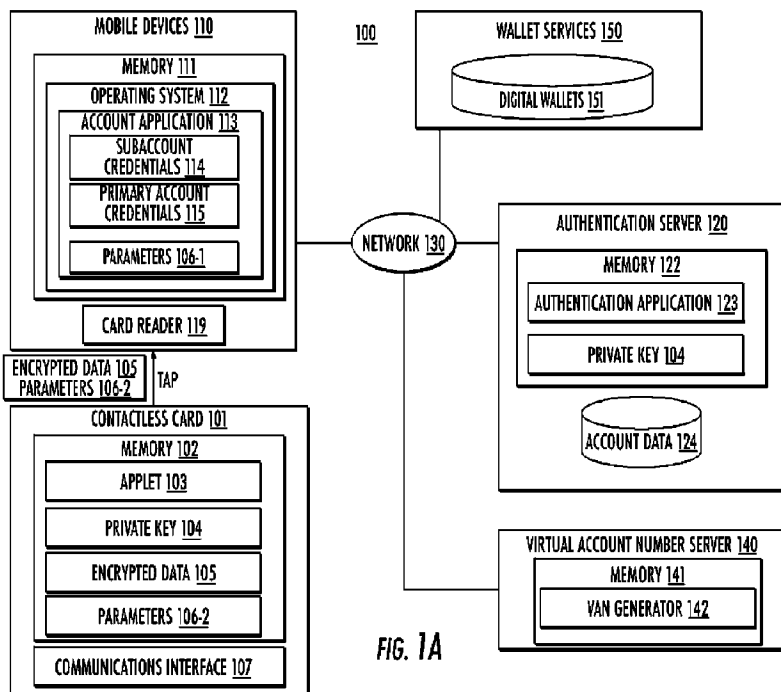 MOBILE DEVICES 110
MEMORY 111
OPERATING SYSTEM 112
ACCOUNT APPLICATION 113
SUBACCOUNT
CREDENTIALS 114
PRIMARY ACCOUNT
CREDENTIALS 115
PARAMETERS 106-1
CARD READER 119
ENCRYPTED DATA 105
PARAMETERS 106-2
TAP
CONTACTLESS CARD 101
MEMORY 102
APPLET 103
PRIVATE KEY 104
ENCRYPTED DATA 105
PARAMETERS 106-2
COMMUNICATIONS INTERFACE 107
100
WALLET SERVICES 150
DIGITAL WALLETS 151
NETWORK 130
AUTHENTICATION SERVER 120
MEMORY 122
AUTHENTICATION APPLICATION 123
PRIVATE KEY 104
ACCOUNT DATA 124
VIRTUAL ACCOUNT NUMBER SERVER 140
MEMORY 141
VAN GENERATOR 142
FIG. 1A